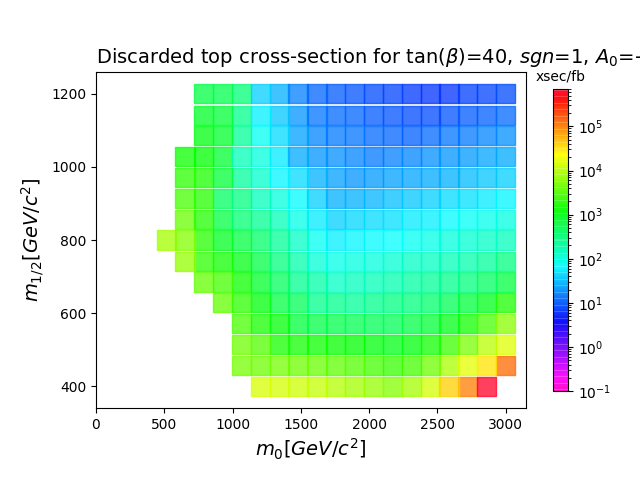 Discarded top cross-section for tan(β)=40, sgn=1, A₀=-
xsec/fb
1200
1000
800
600
400
m₁/₂[GeV/c²]
0 500 1000 1500 2000 2500 3000
m₀[GeV/c²]
10⁵
10⁴
10³
10²
10¹
10⁰
10⁻¹